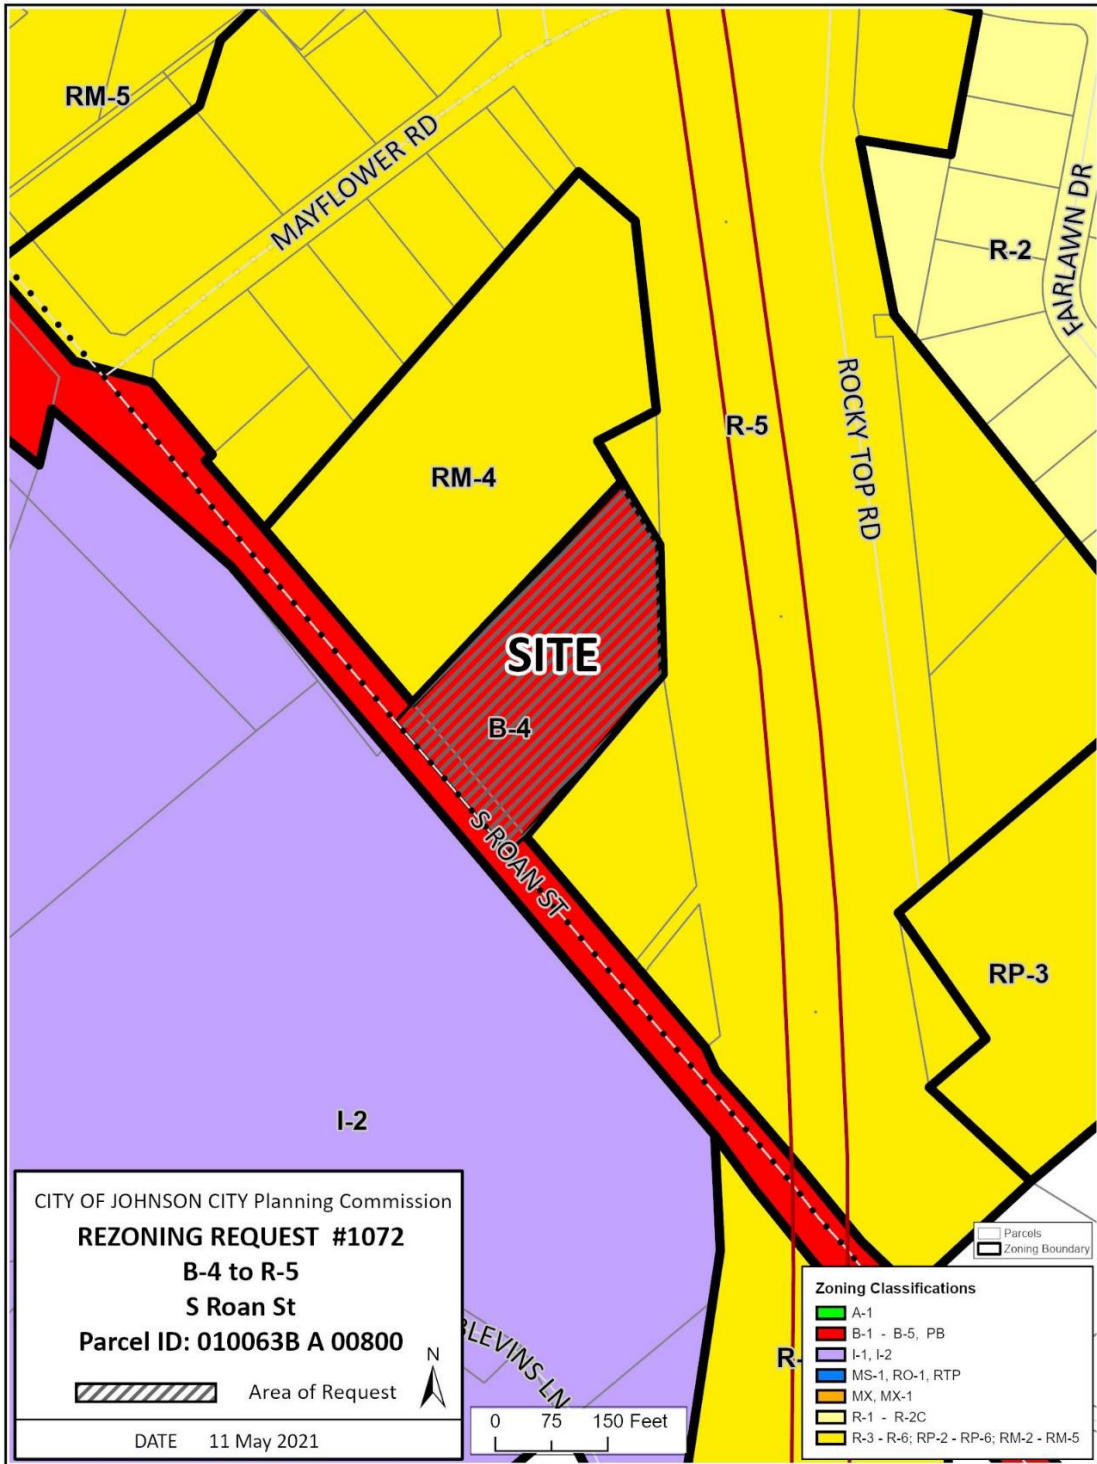 RM-5
MAYFLOWER RD
R-2
FAIRLAWN DR
R-5
ROCKY TOP RD
RM-4
SITE
B-4
S ROAN ST
RP-3
I-2
CITY OF JOHNSON CITY Planning Commission
REZONING REQUEST #1072
B-4 to R-5
S Roan St
Parcel ID: 010063B A 00800
Area of Request
N
DATE 11 May 2021
BLEVINS LN
0 75 150 Feet
R-
Parcels
Zoning Boundary
Zoning Classifications
A-1
B-1 - B-5, PB
I-1, I-2
MS-1, RO-1, RTP
MX, MX-1
R-1 - R-2C
R-3 - R-6; RP-2 - RP-6; RM-2 - RM-5